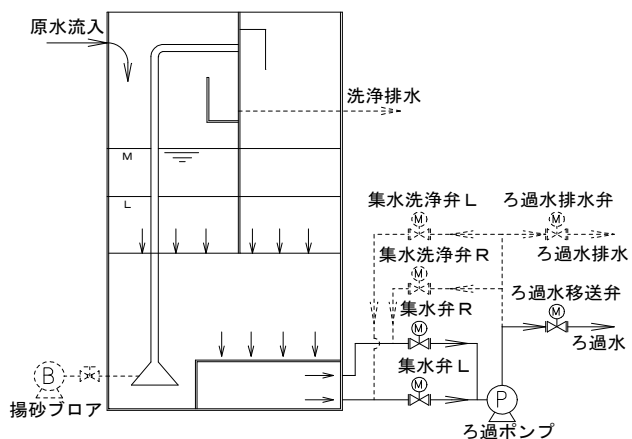 原水流入
洗浄排水
M
L
集水洗浄弁L
ろ過水排水弁
M
M
ろ過水排水
集水洗浄弁R
M
ろ過水移送弁
集水弁R
M
M
ろ過水
集水弁L
M
B
P
揚砂ブロア
ろ過ポンプ